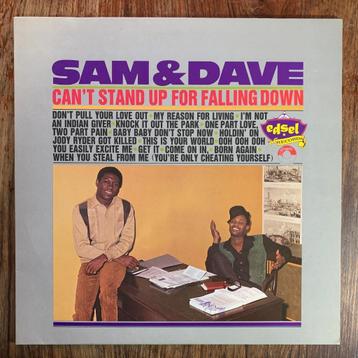 SAM & DAVE
CAN'T STAND UP FOR FALLING DOWN
DON'T PULL YOUR LOVE OUT • MY REASON FOR LIVING • I'M NOT
AN INDIAN GIVER • KNOCK IT OUT THE PARK • ONE PART LOVE
TWO PART PAIN • BABY BABY DON'T STOP NOW • HOLDIN' ON
JODY RYDER GOT KILLED • THIS IS YOUR WORLD • OOH OOH OOH
YOU EASILY EXCITE ME • GET IT • COME ON IN, • BORN AGAIN •
WHEN YOU STEAL FROM ME (YOU'RE ONLY CHEATING YOURSELF)
edsel
RECORDS